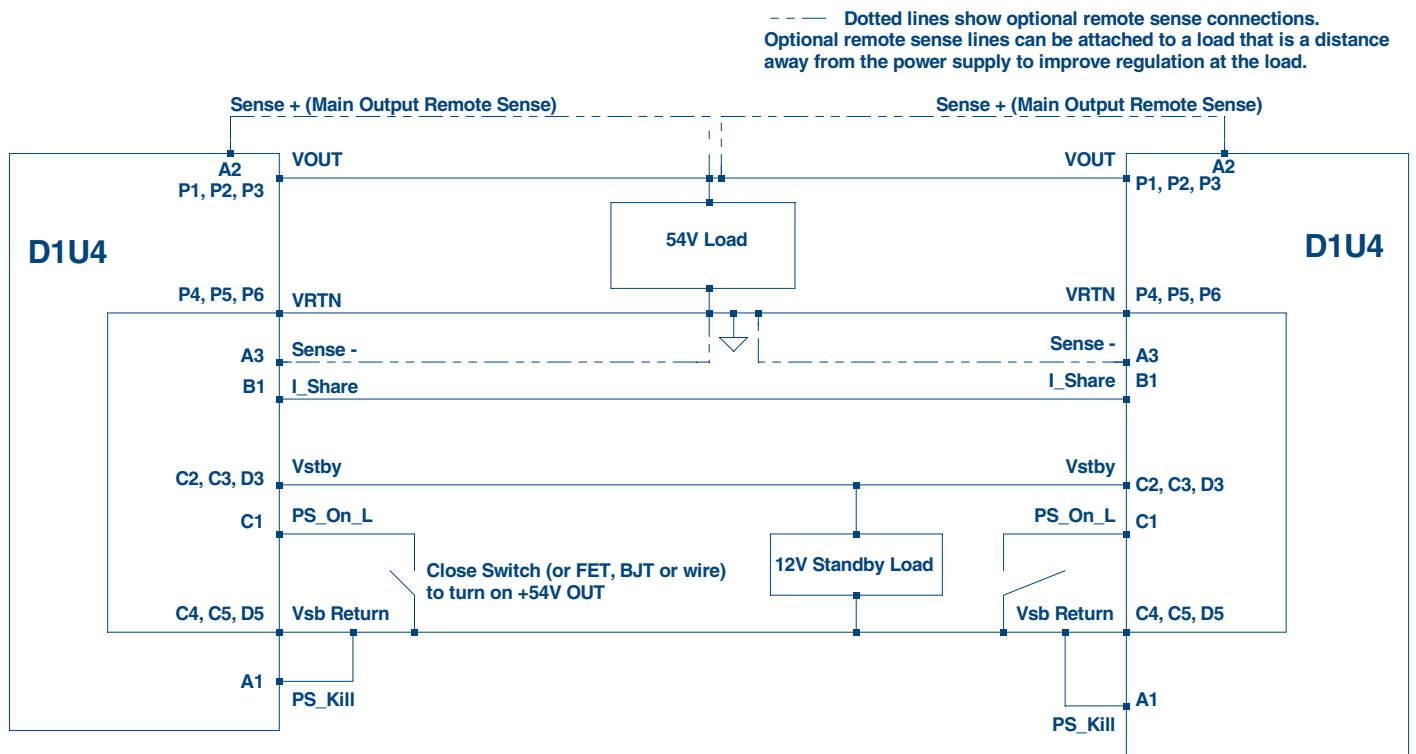 Dotted lines show optional remote sense connections.
Optional remote sense lines can be attached to a load that is a distance
away from the power supply to improve regulation at the load.
Sense + (Main Output Remote Sense)
Sense + (Main Output Remote Sense)
A2
VOUT
VOUT
A2
P1, P2, P3
P1, P2, P3
D1U4
54V Load
D1U4
P4, P5, P6
VRTN
VRTN
P4, P5, P6
A3
Sense -
Sense -
A3
B1
I_Share
I_Share
B1
Vstby
Vstby
C2, C3, D3
C2, C3, D3
C1
PS_On_L
PS_On_L
C1
Close Switch (or FET, BJT or wire)
to turn on +54V OUT
12V Standby Load
C4, C5, D5
Vsb Return
Vsb Return
C4, C5, D5
A1
PS_Kill
A1
PS_Kill